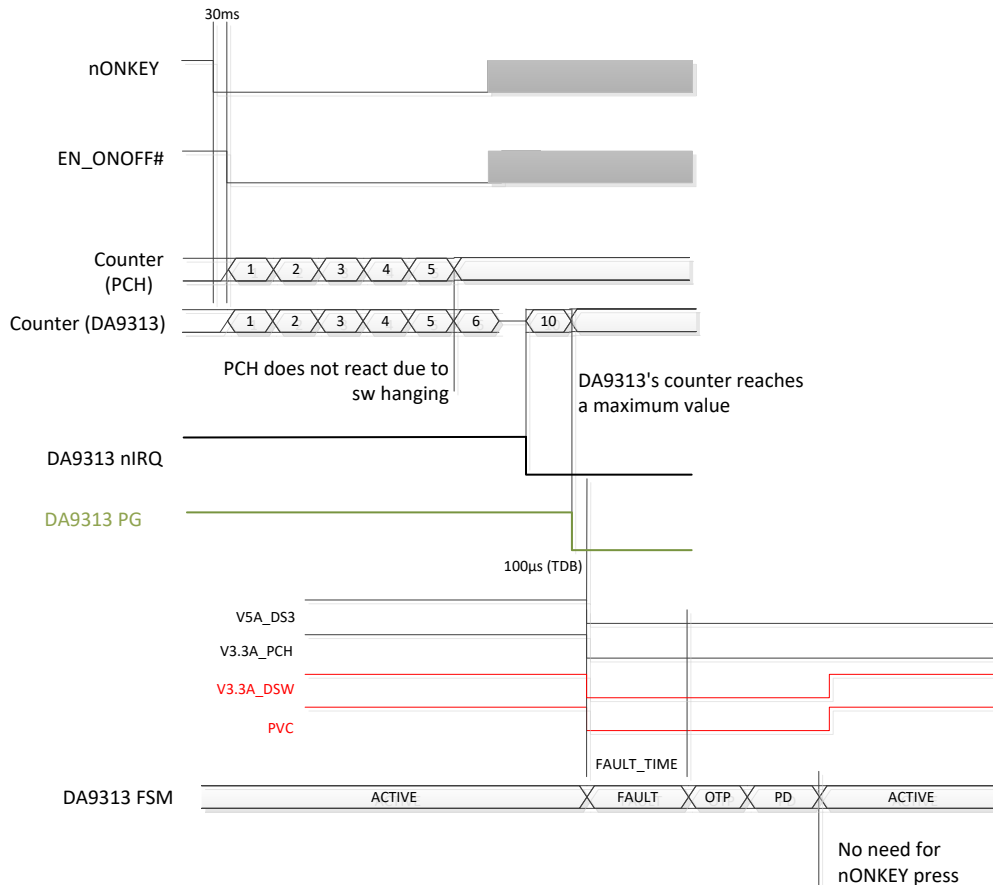 30ms
nONKEY
EN_ONOFF#
Counter
(PCH)
1 2 3 4 5
Counter (DA9313)
1 2 3 4 5 6 10
PCH does not react due to
sw hanging
DA9313's counter reaches
a maximum value
DA9313 nIRQ
DA9313 PG
100µs (TDB)
V5A_DS3
V3.3A_PCH
V3.3A_DSW
PVC
FAULT_TIME
DA9313 FSM
ACTIVE FAULT OTP PD ACTIVE
No need for
nONKEY press